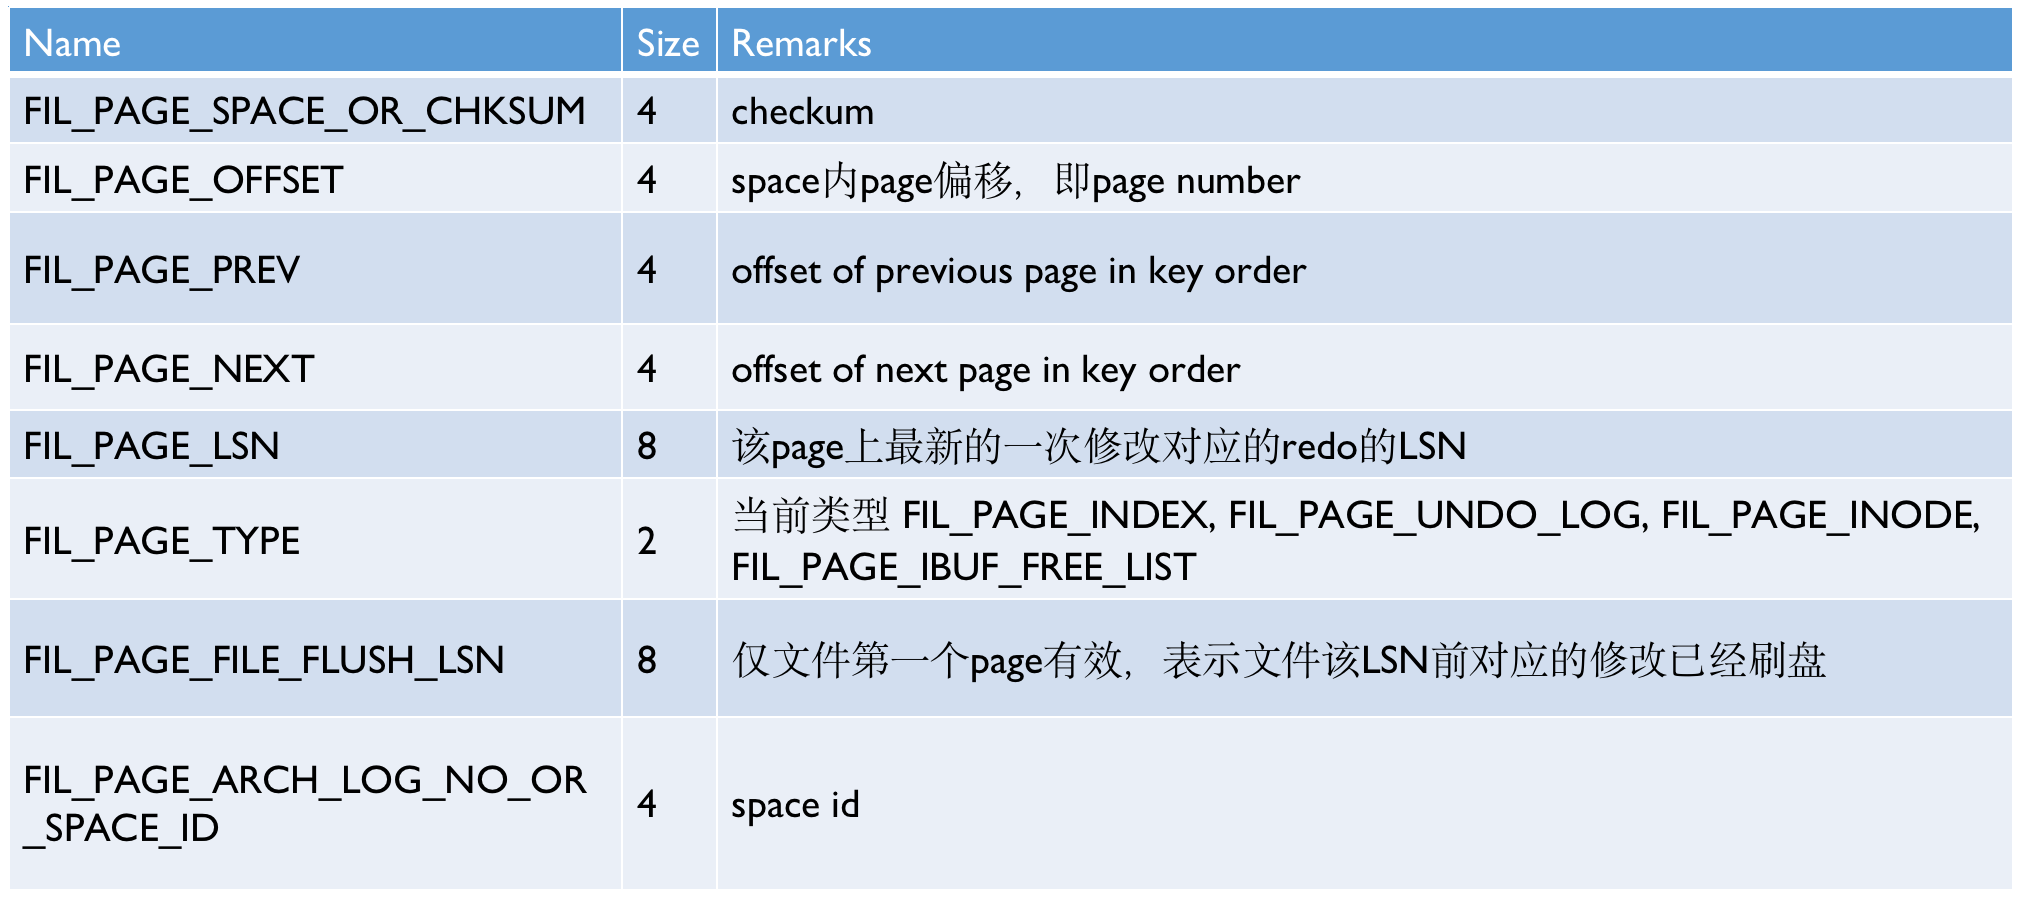 Name Size Remarks
FIL_PAGE_SPACE_OR_CHKSUM 4 checkum
FIL_PAGE_OFFSET 4 space内page偏移，即page number
FIL_PAGE_PREV 4 offset of previous page in key order
FIL_PAGE_NEXT 4 offset of next page in key order
FIL_PAGE_LSN 8 该page上最新的一次修改对应的redo的LSN
FIL_PAGE_TYPE 2 当前类型 FIL_PAGE_INDEX, FIL_PAGE_UNDO_LOG, FIL_PAGE_INODE,
FIL_PAGE_IBUF_FREE_LIST
FIL_PAGE_FILE_FLUSH_LSN 8 仅文件第一个page有效，表示文件该LSN前对应的修改已经刷盘
FIL_PAGE_ARCH_LOG_NO_OR
_SPACE_ID 4 space id